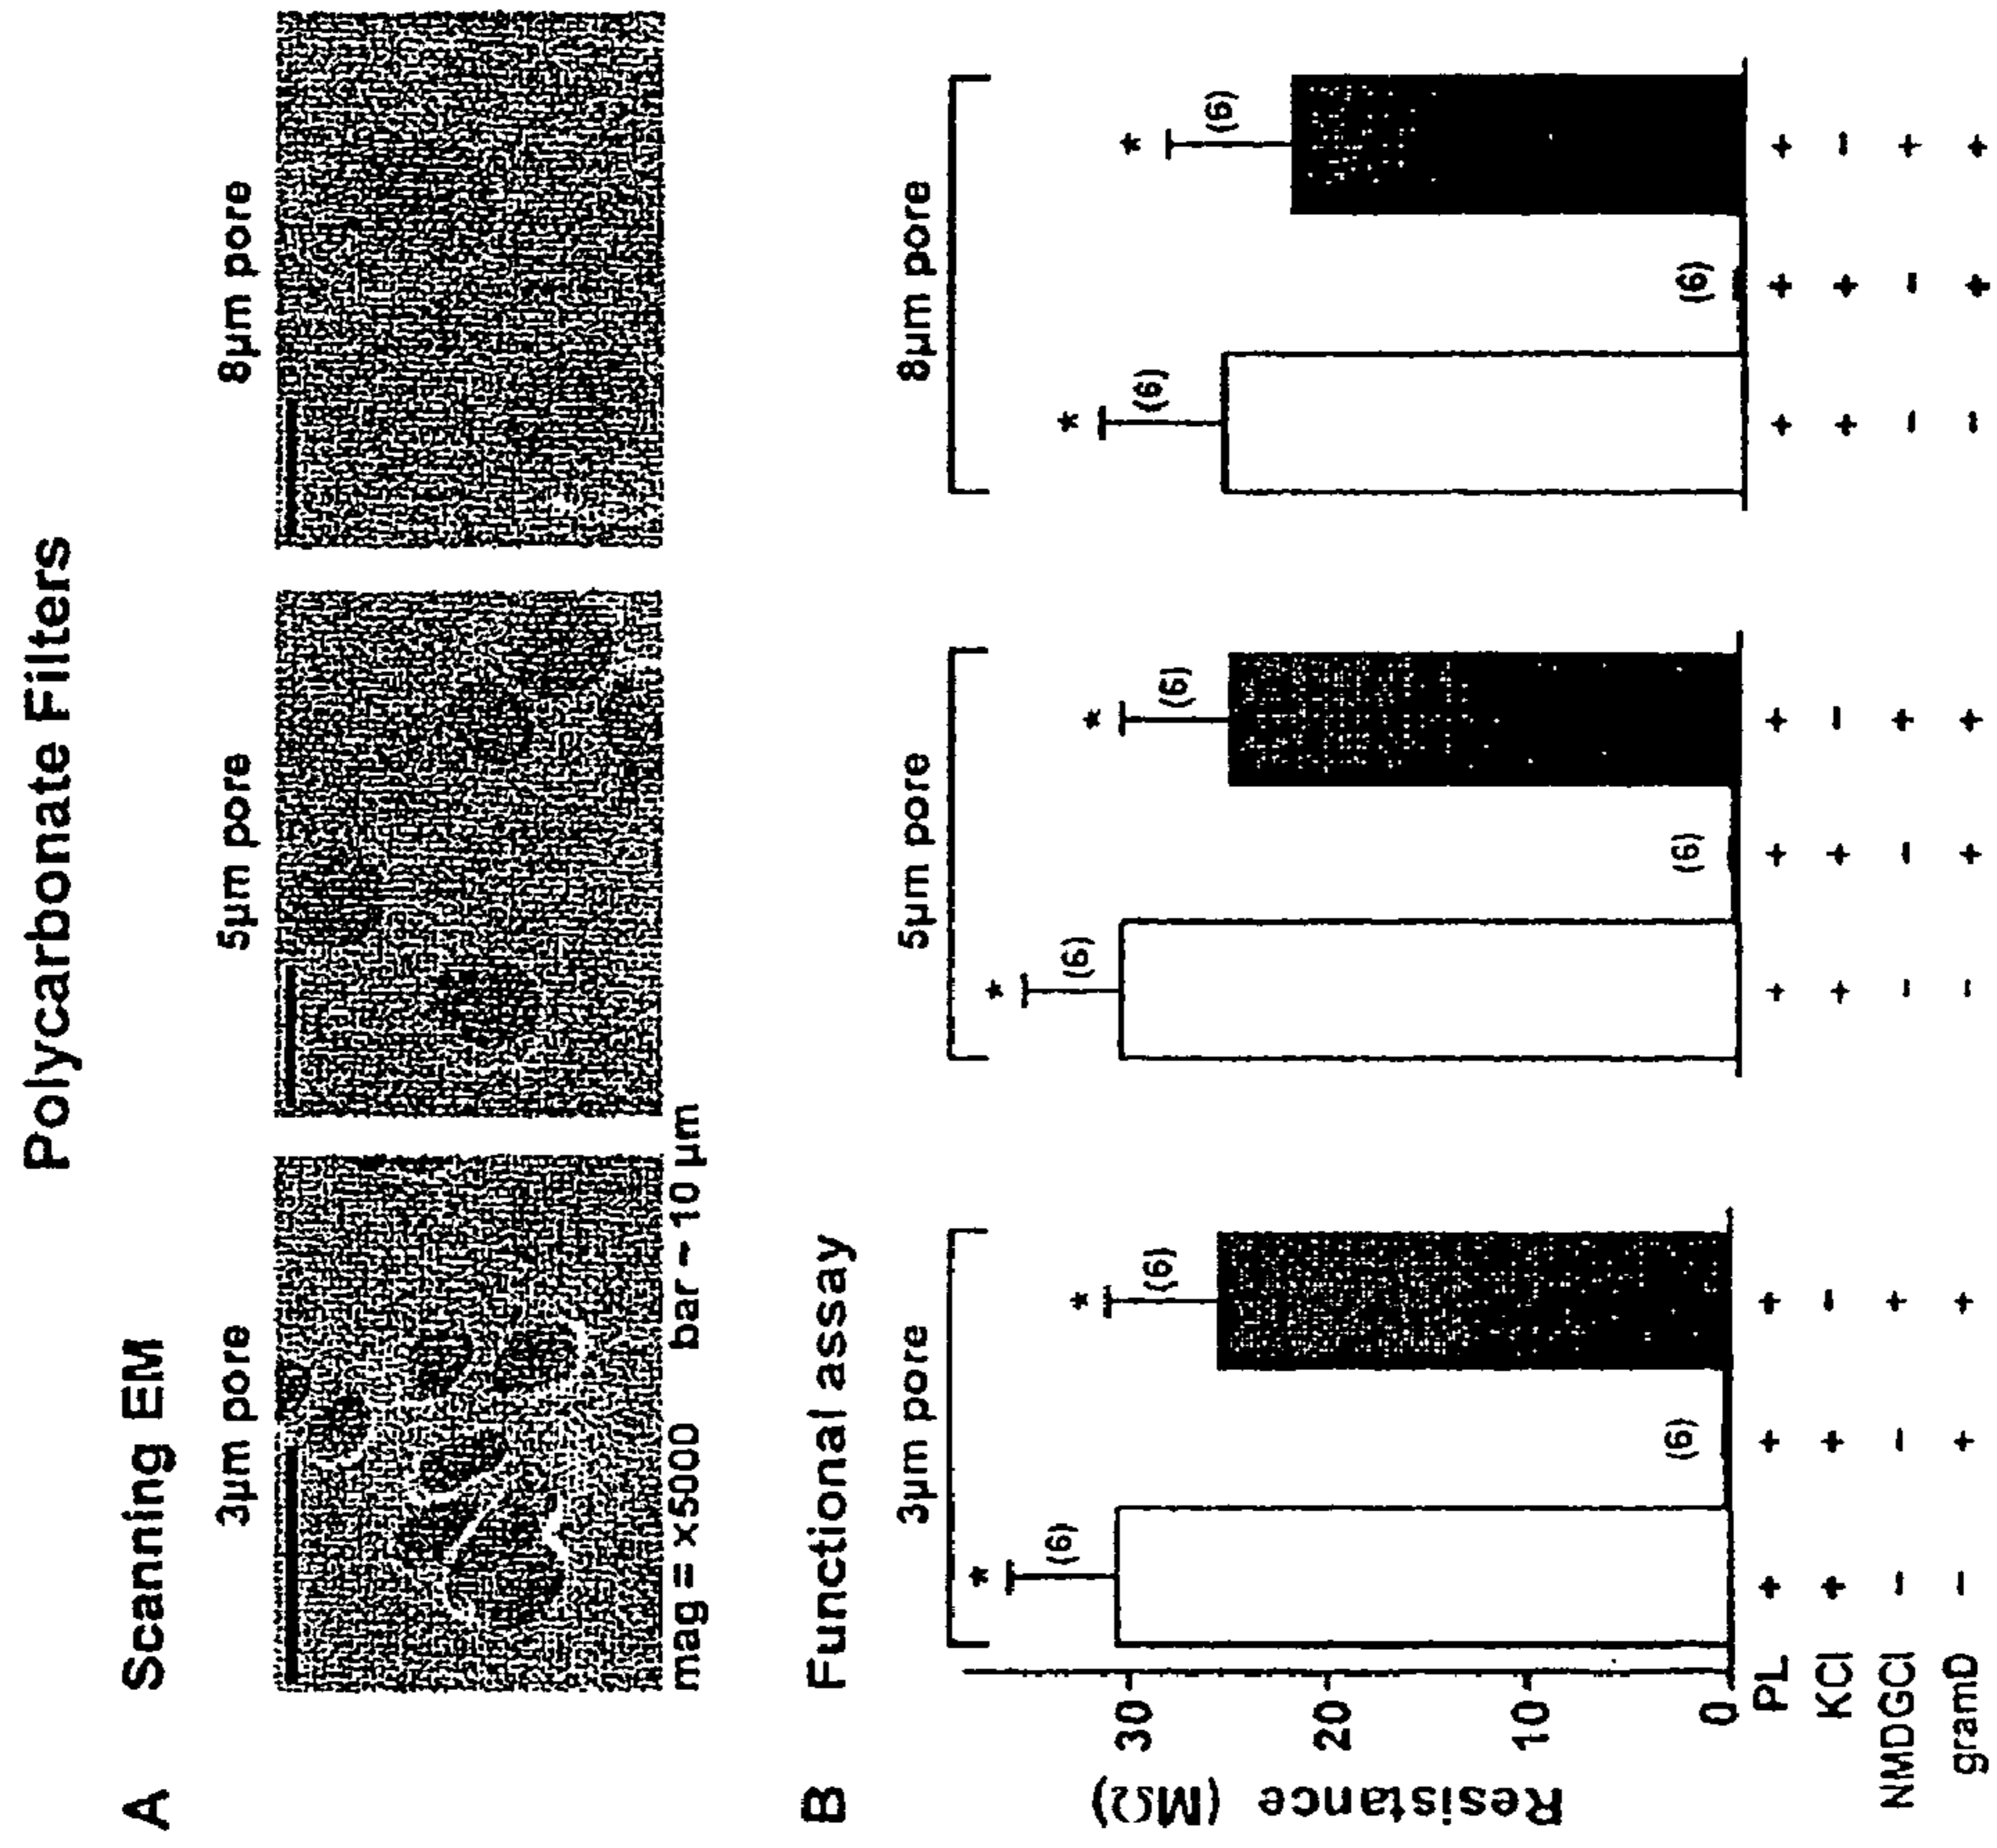 Polycarbonate Filters
A Scanning EM
3µm pore 5µm pore 8µm pore
mag = x5000 bar ~ 10 µm
B Functional assay
3µm pore 5µm pore 8µm pore
Resistance (MΩ)
30
20
10
0
* * * * * *
(6) (6) (6) (6) (6) (6) (6) (6) (6)
PL + + + + + + + + +
KCl + + - + + - + + -
NMDGCl - - + - - + - - +
gramD - + + - + + - + +